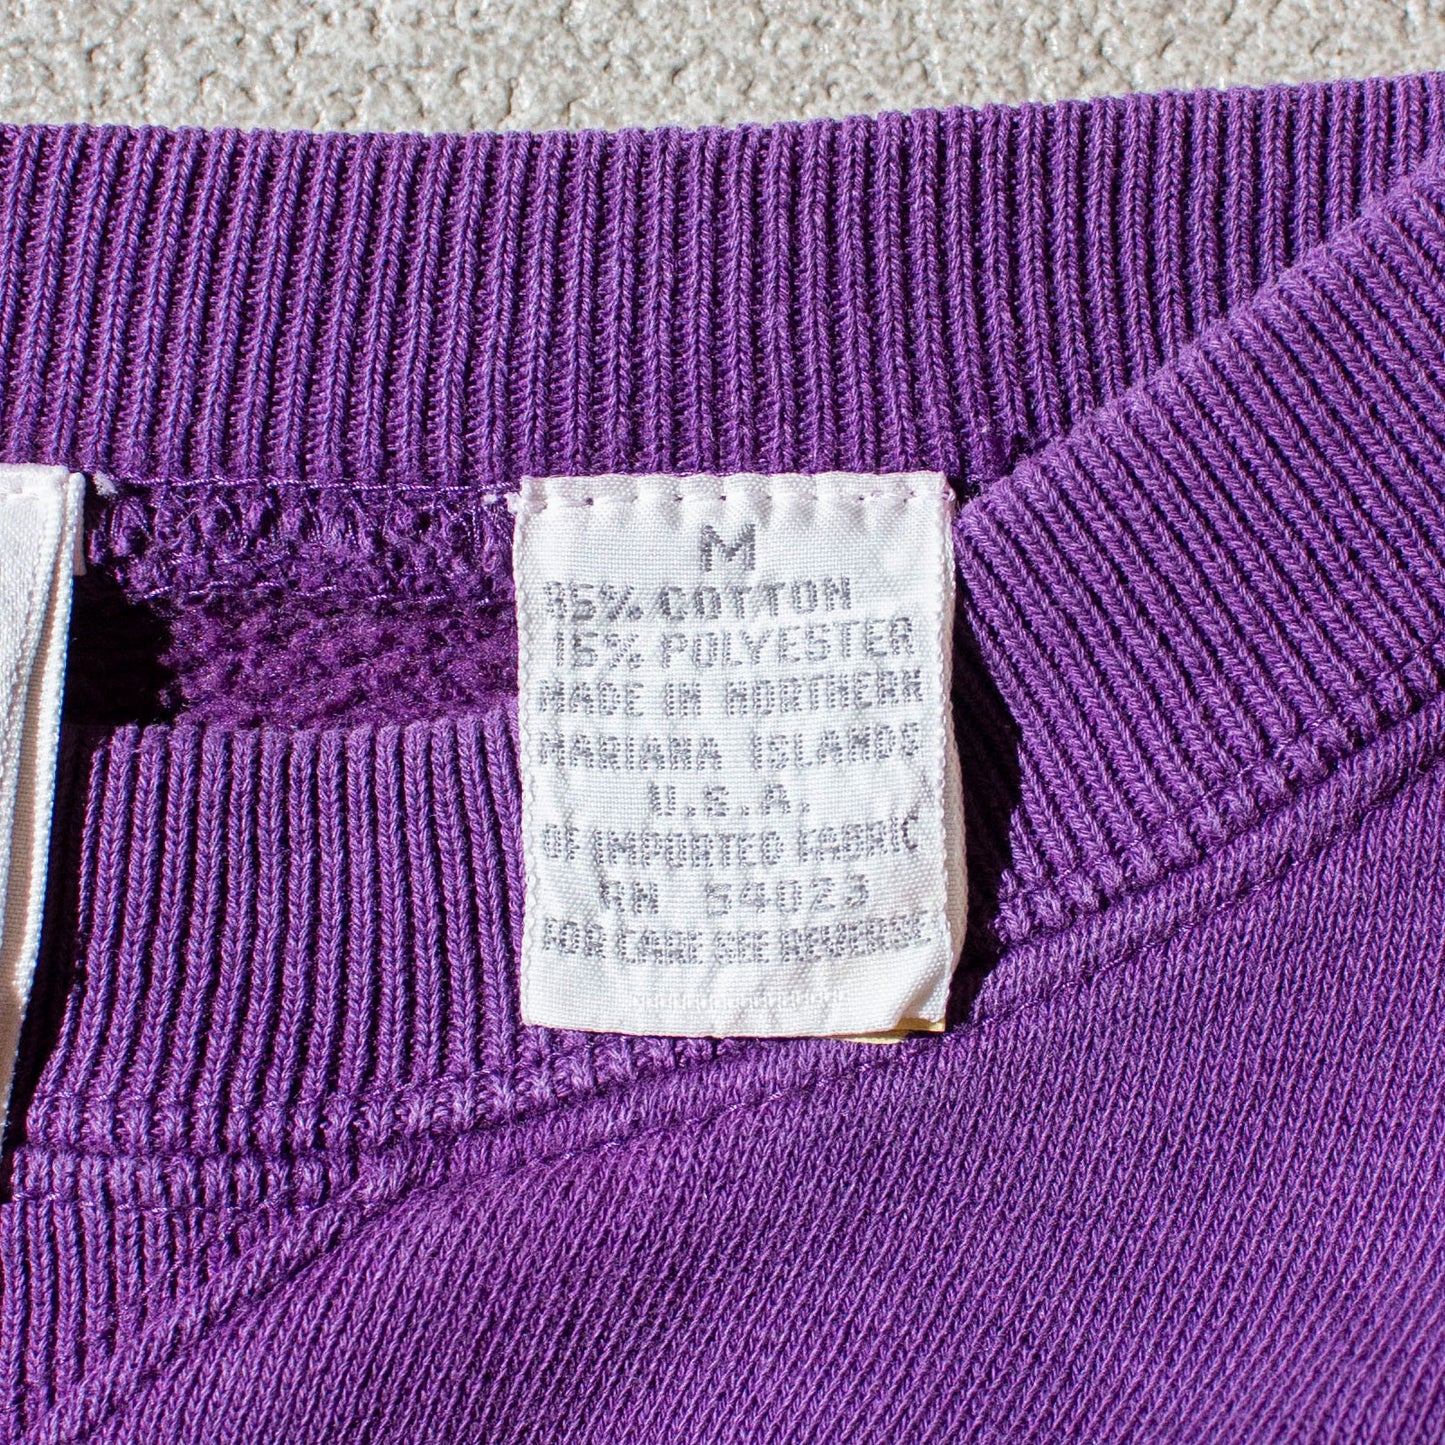 M
85% COTTON
15% POLYESTER
MADE IN NORTHERN
MARIANA ISLANDS
U.S.A.
OF IMPORTED FABRIC
RN 54023
FOR CARE SEE REVERSE